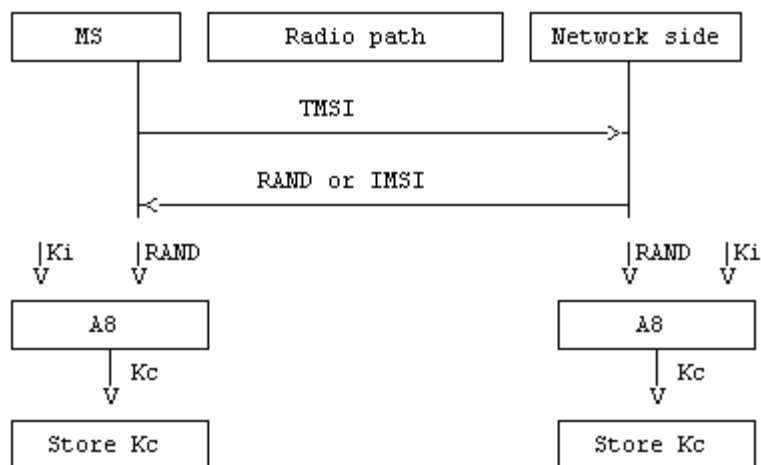 MS Radio path Network side
TMSI
RAND or IMSI
Ki RAND RAND Ki
A8 A8
Kc Kc
Store Kc Store Kc